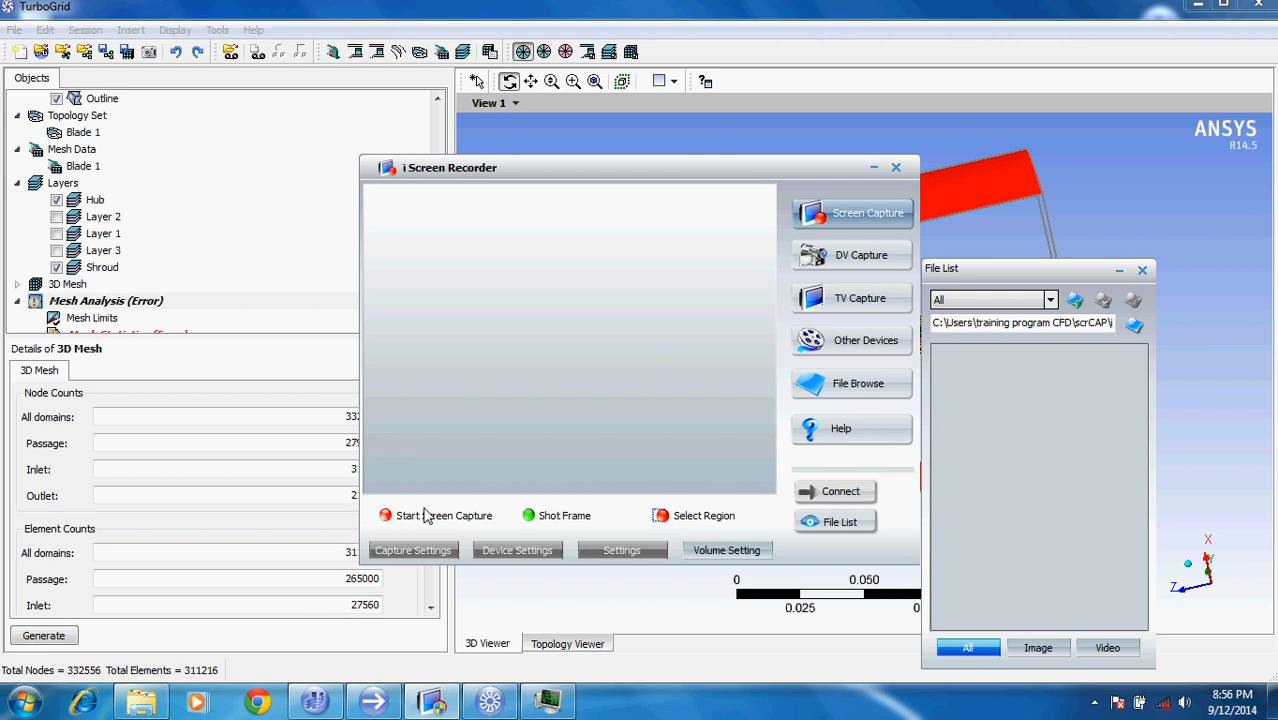 TurboGrid
File Edit Session Insert Display Tools Help
Objects
Outline
Topology Set
Blade 1
Mesh Data
Blade 1
Layers
Hub
Layer 2
Layer 1
Layer 3
Shroud
3D Mesh
Mesh Analysis (Error)
Mesh Limits
Details of 3D Mesh
3D Mesh
Node Counts
All domains: 332
Passage: 279
Inlet: 3
Outlet: 2
Element Counts
All domains: 31
Passage: 265000
Inlet: 27560
Generate
Total Nodes = 332556 Total Elements = 311216
View 1
ANSYS
R14.5
i Screen Recorder
Screen Capture
DV Capture
TV Capture
Other Devices
File Browse
Help
Connect
File List
Start Screen Capture
Shot Frame
Select Region
Capture Settings
Device Settings
Settings
Volume Setting
File List
All
C:\Users\training program CFD\scrCAP\i
All Image Video
0 0.050
0.025 0
X
Y
Z
3D Viewer Topology Viewer
8:56 PM
9/12/2014